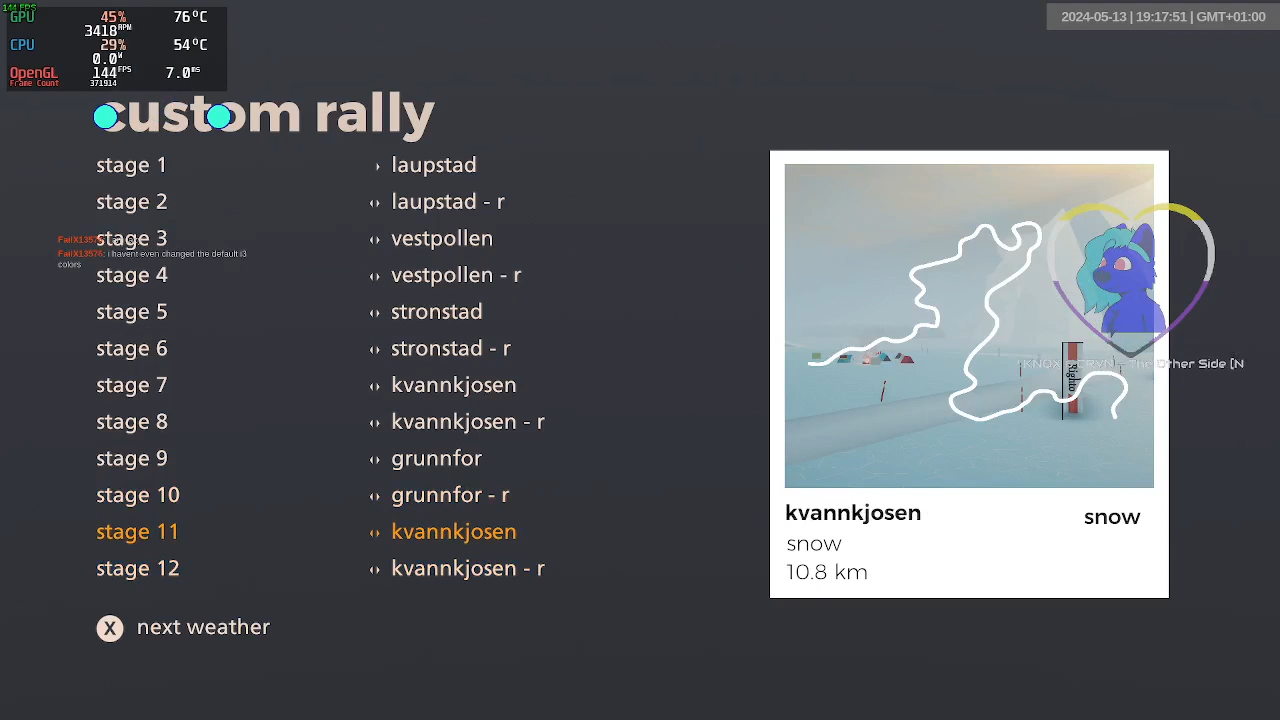 144 FPS
GPU 45% 76°C
3418 RPM
CPU 29% 54°C
0.0 W
OpenGL 144 FPS 7.0 ms
Frame Count 371914
2024-05-13 | 19:17:51 | GMT+01:00
custom rally
stage 1 laupstad
stage 2 laupstad - r
stage 3 vestpollen
FailX13576: i havent even changed the default i3
colors
stage 4 vestpollen - r
stage 5 stronstad
stage 6 stronstad - r
stage 7 kvannkjosen
stage 8 kvannkjosen - r
stage 9 grunnfor
stage 10 grunnfor - r
stage 11 kvannkjosen
stage 12 kvannkjosen - r
X next weather
The Other Side [N
kvannkjosen snow
snow
10.8 km